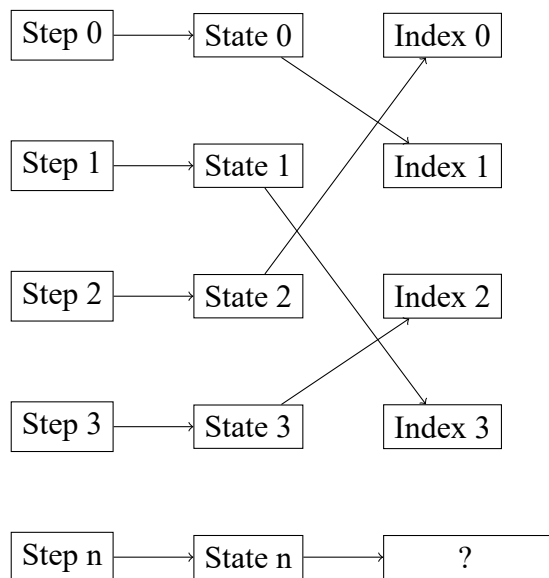 Step 0 State 0 Index 0
Step 1 State 1 Index 1
Step 2 State 2 Index 2
Step 3 State 3 Index 3
Step n State n ?